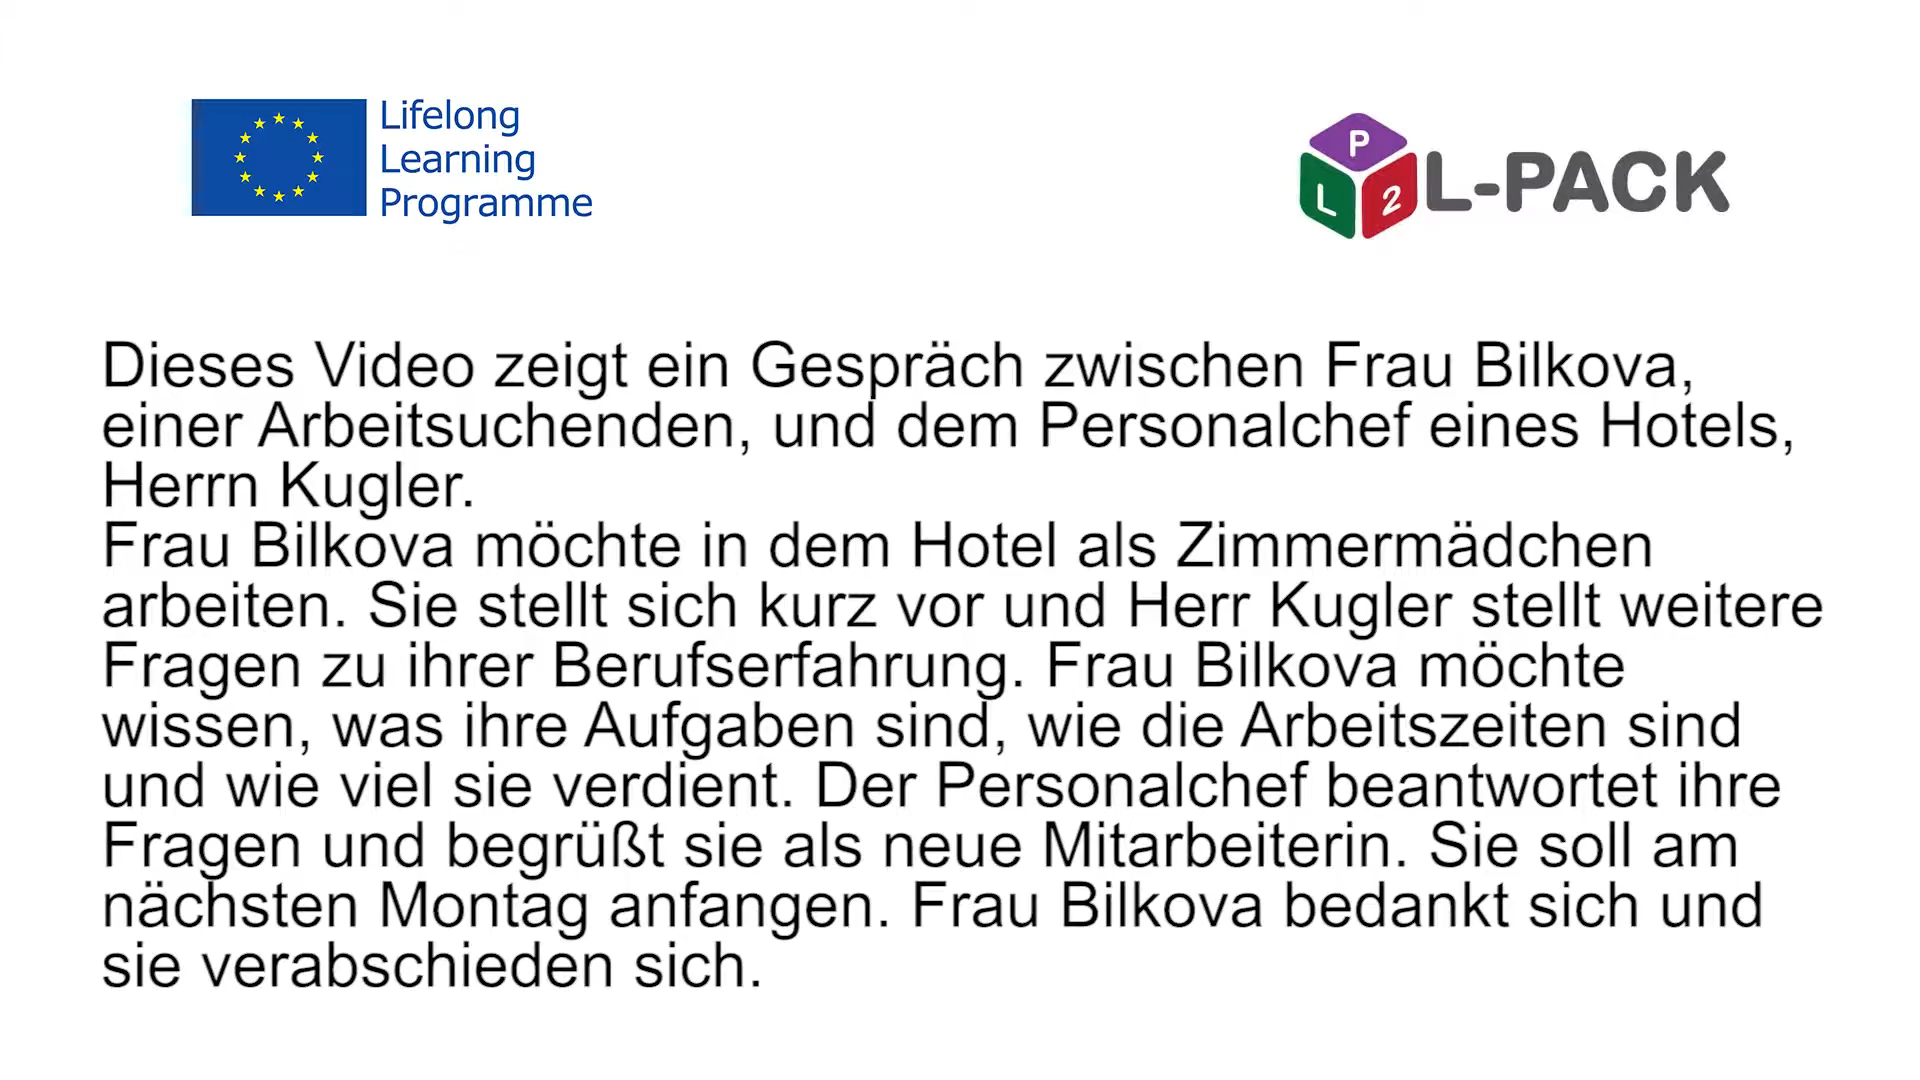 Lifelong
Learning
Programme
P
L
2
L-PACK
Dieses Video zeigt ein Gespräch zwischen Frau Bilkova,
einer Arbeitsuchenden, und dem Personalchef eines Hotels,
Herrn Kugler.
Frau Bilkova möchte in dem Hotel als Zimmermädchen
arbeiten. Sie stellt sich kurz vor und Herr Kugler stellt weitere
Fragen zu ihrer Berufserfahrung. Frau Bilkova möchte
wissen, was ihre Aufgaben sind, wie die Arbeitszeiten sind
und wie viel sie verdient. Der Personalchef beantwortet ihre
Fragen und begrüßt sie als neue Mitarbeiterin. Sie soll am
nächsten Montag anfangen. Frau Bilkova bedankt sich und
sie verabschieden sich.